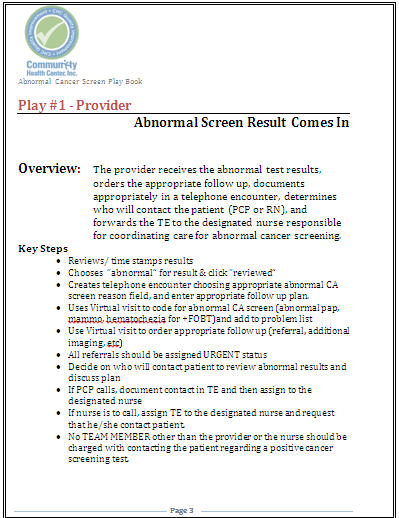 Community
Health Center, Inc.
Abnormal Cancer Screen Play Book
Play #1 - Provider
Abnormal Screen Result Comes In
Overview: The provider receives the abnormal test results,
orders the appropriate follow up, documents
appropriately in a telephone encounter, determines
who will contact the patient (PCP or RN), and
forwards the TE to the designated nurse responsible
for coordinating care for abnormal cancer screening.
Key Steps
• Reviews/ time stamps results
• Chooses "abnormal" for result & click "reviewed"
• Creates telephone encounter choosing appropriate abnormal CA
screen reason field, and enter appropriate follow up plan.
• Uses Virtual visit to code for abnormal CA screen (abnormal pap,
mammo, hematochezia for +FOBT)and add to problem list
• Use Virtual visit to order appropriate follow up (referral, additional
imaging, etc)
• All referrals should be assigned URGENT status
• Decide on who will contact patient to review abnormal results and
discuss plan
• If PCP calls, document contact in TE and then assign to the
designated nurse
• If nurse is to call, assign TE to the designated nurse and request
that he/she contact patient.
• No TEAM MEMBER other than the provider or the nurse should be
charged with contacting the patient regarding a positive cancer
screening test.
Page 3